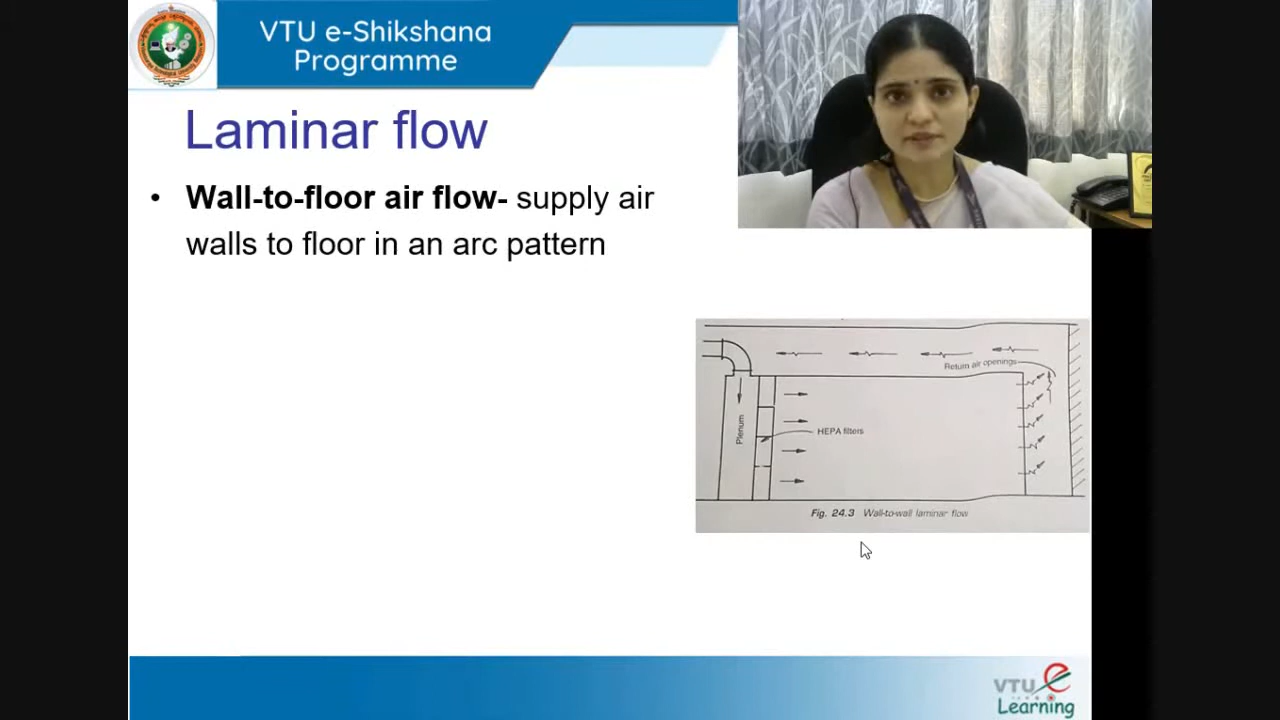 VTU e-Shikshana
Programme
Laminar flow
• Wall-to-floor air flow- supply air
walls to floor in an arc pattern
Return air openings
Plenum
HEPA filters
Fig. 24.3 Wall-to-wall laminar flow
VTU e
Learning